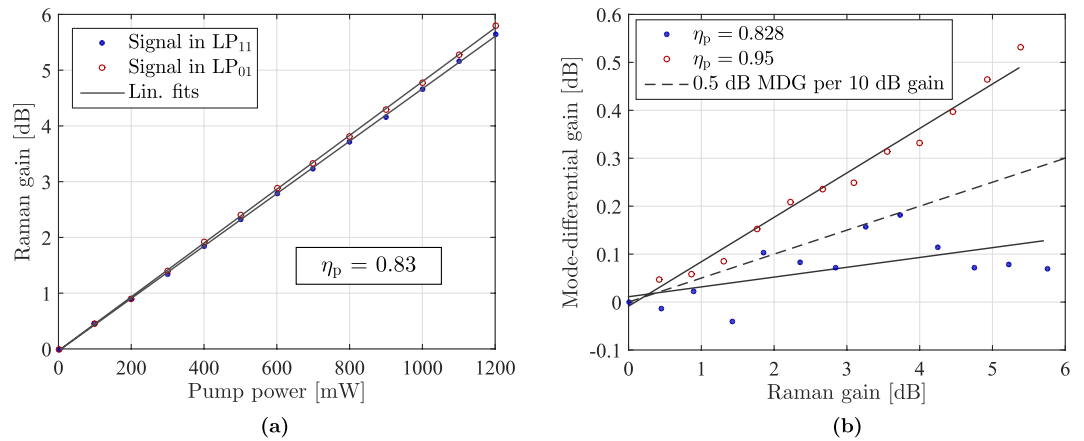 6
5
4
3
2
1
0
Raman gain [dB]
Signal in LP11
Signal in LP01
Lin. fits
ηp = 0.83
0 200 400 600 800 1000 1200
Pump power [mW]
(a)
0.6
0.5
0.4
0.3
0.2
0.1
0
-0.1
Mode-differential gain [dB]
ηp = 0.828
ηp = 0.95
0.5 dB MDG per 10 dB gain
0 1 2 3 4 5 6
Raman gain [dB]
(b)